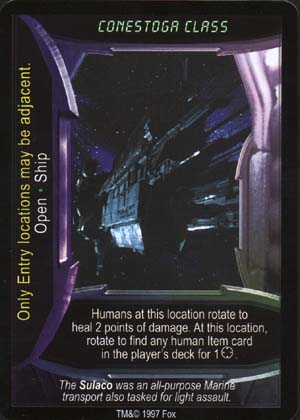 CONESTOGA CLASS
Only Entry locations may be adjacent.
Open • Ship
Humans at this location rotate to
heal 2 points of damage. At this location,
rotate to find any human Item card
in the player's deck for 1
The Sulaco was an all-purpose Marine
transport also tasked for light assault.
TM&© 1997 Fox